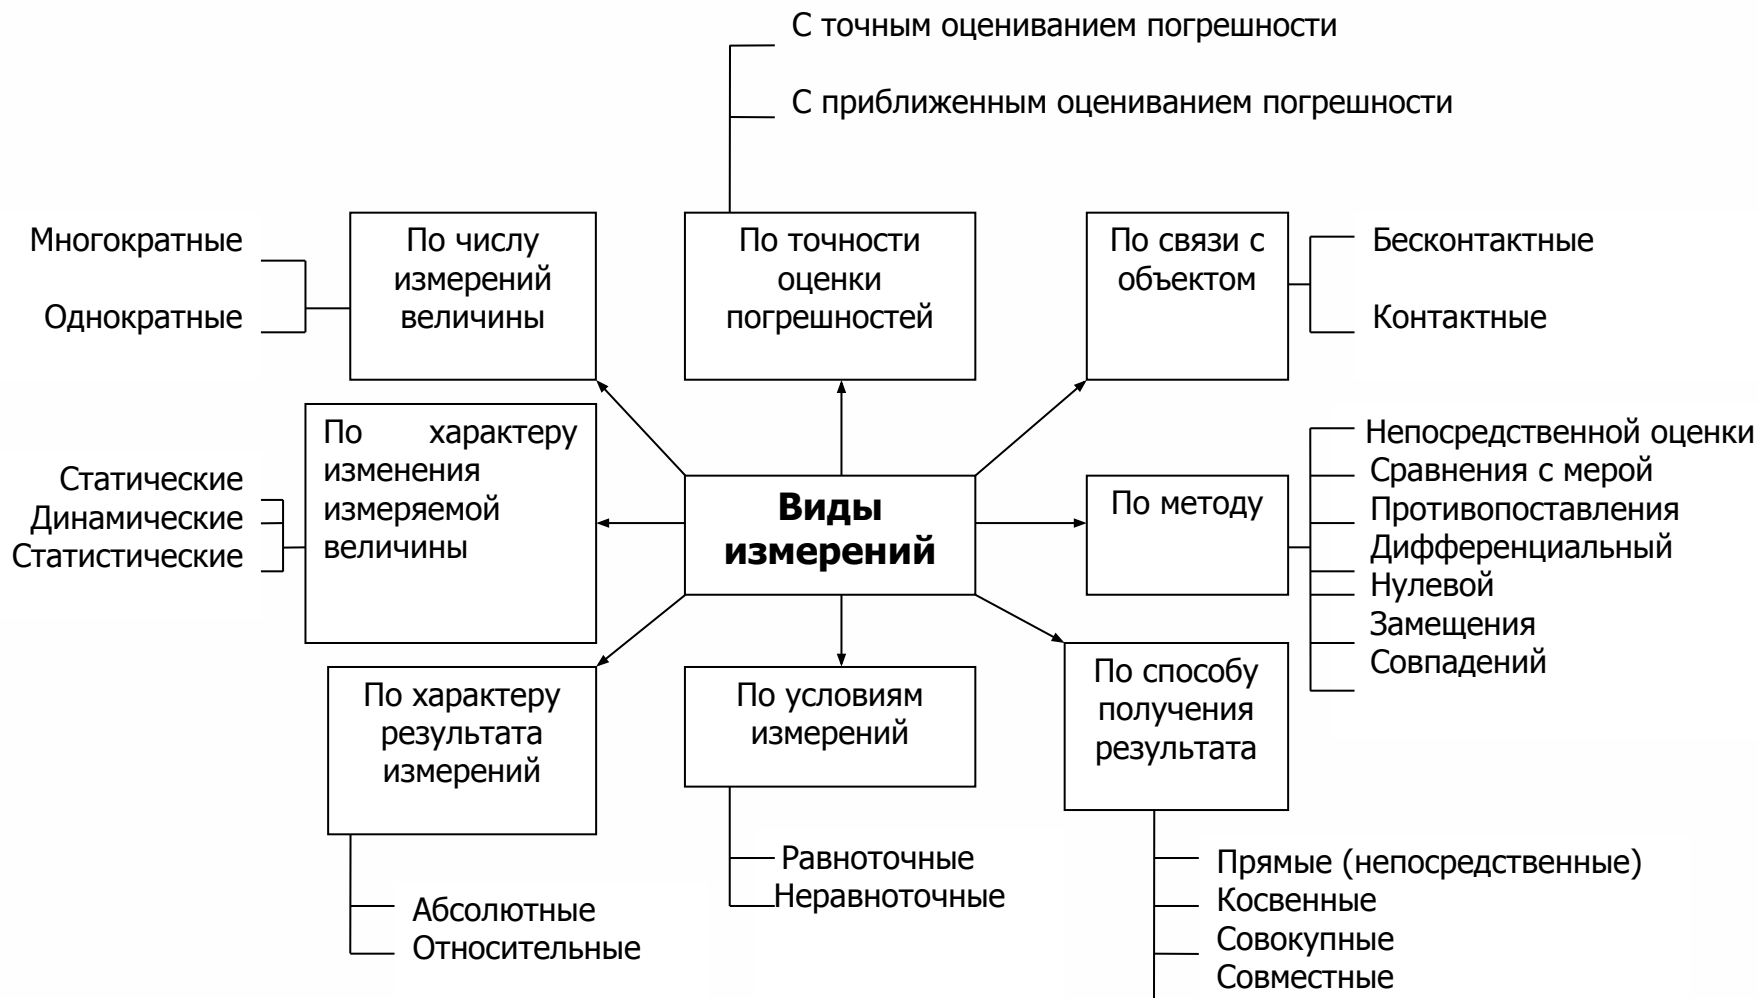 С точным оцениванием погрешности
С приближенным оцениванием погрешности
Многократные
Однократные
По числу
измерений
величины
По точности
оценки
погрешностей
По связи с
объектом
Бесконтактные
Контактные
Статические
Динамические
Статистические
По характеру
изменения
измеряемой
величины
Виды
измерений
По методу
Непосредственной оценки
Сравнения с мерой
Противопоставления
Дифференциальный
Нулевой
Замещения
Совпадений
По характеру
результата
измерений
По условиям
измерений
По способу
получения
результата
Абсолютные
Относительные
Равноточные
Неравноточные
Прямые (непосредственные)
Косвенные
Совокупные
Совместные